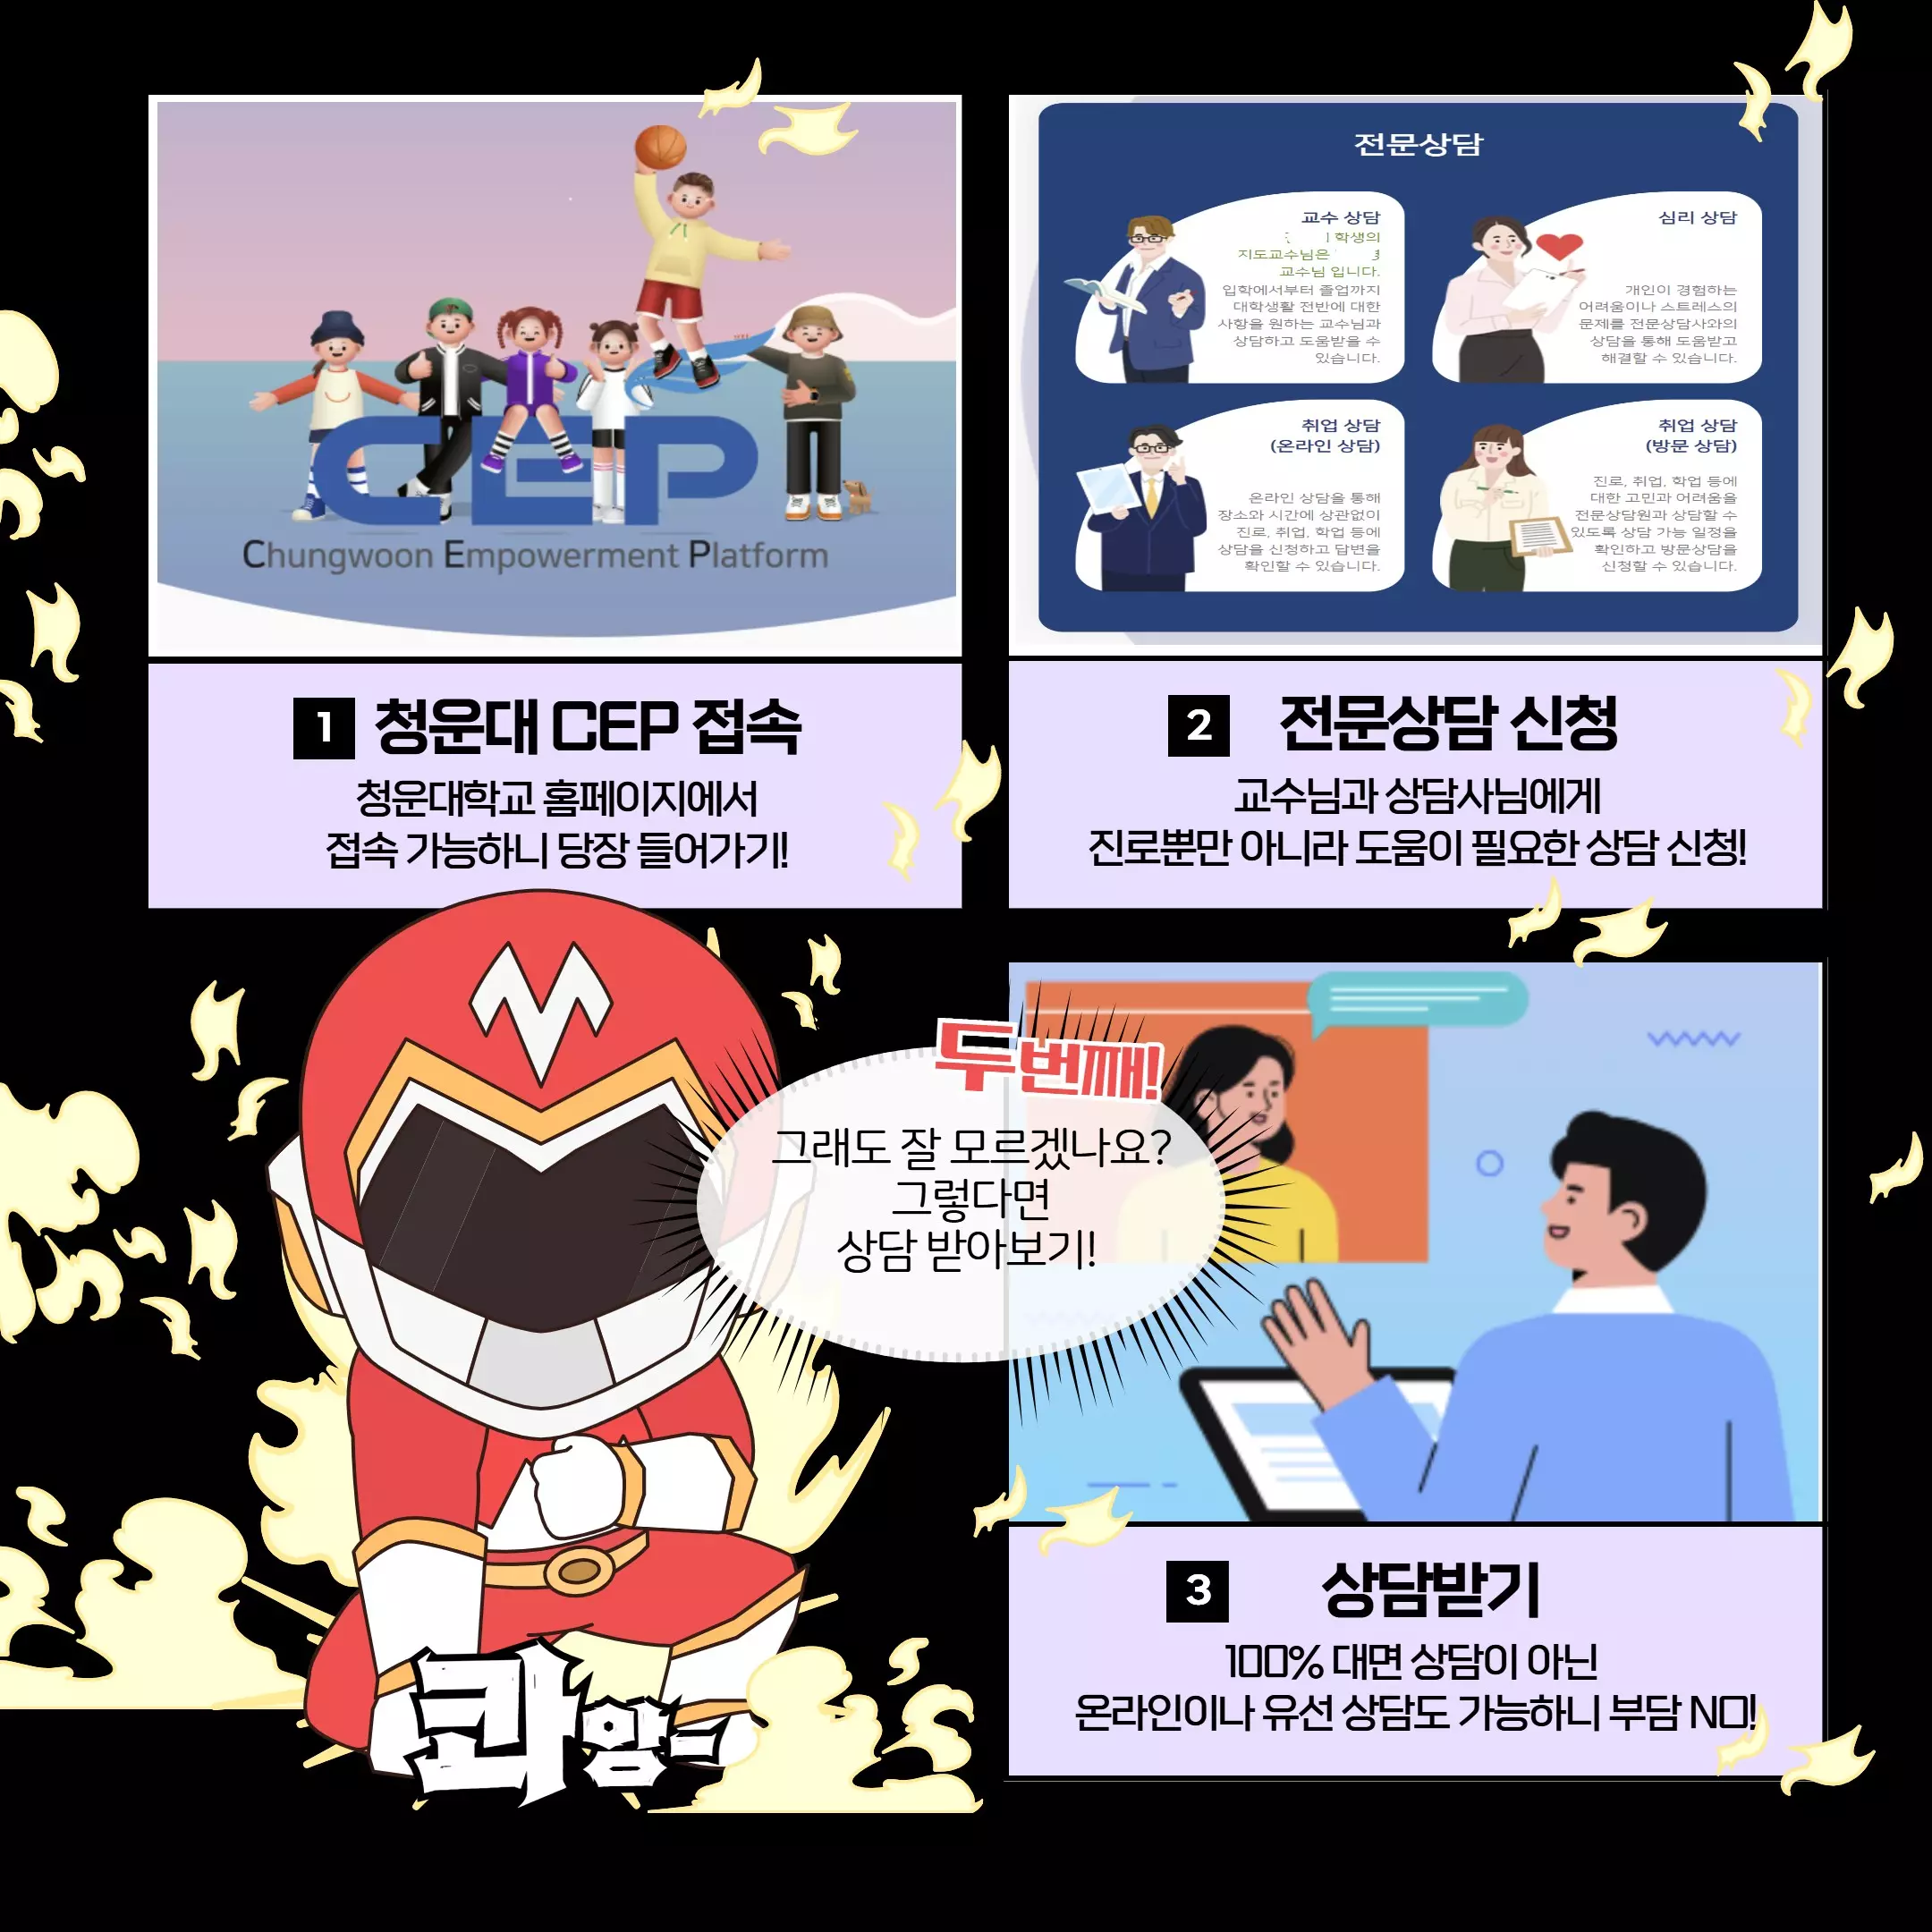 CEP
Chungwoon Empowerment Platform
1 청운대 CEP 접속
청운대학교 홈페이지에서
접속 가능하니 당장 들어가기!
전문상담
교수 상담
학생의
지도교수님은
교수님 입니다.
입학에서부터 졸업까지
대학생활 전반에 대한
사항을 원하는 교수님과
상담하고 도움받을 수
있습니다.
심리 상담
개인이 경험하는
어려움이나 스트레스의
문제를 전문상담사와의
상담을 통해 도움받고
해결할 수 있습니다.
취업 상담
(온라인 상담)
온라인 상담을 통해
장소와 시간에 상관없이
진로, 취업, 학업 등에
상담을 신청하고 답변을
확인할 수 있습니다.
취업 상담
(방문 상담)
진로, 취업, 학업 등에
대한 고민과 어려움을
전문상담원과 상담할 수
있도록 상담 가능 일정을
확인하고 방문상담을
신청할 수 있습니다.
2 전문상담 신청
교수님과 상담사님에게
진로뿐만 아니라 도움이 필요한 상담 신청!
두번째!
그래도 잘 모르겠나요?
그렇다면
상담 받아보기!
콰앙
3 상담받기
100% 대면 상담이 아닌
온라인이나 유선 상담도 가능하니 부담 NO!